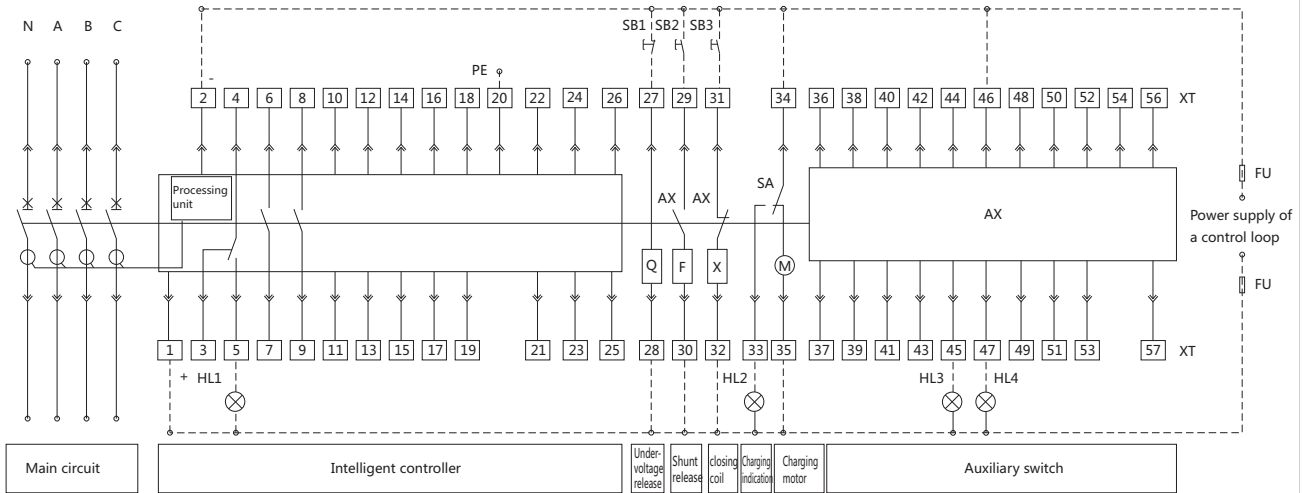 SB1 SB2 SB3
N A B C
PE
-
2 4 6 8 10 12 14 16 18 20 22 24 26 27 29 31 34 36 38 40 42 44 46 48 50 52 54 56 XT
FU
Processing
unit
SA
AX AX
AX
Power supply of
a control loop
Q F X M
FU
1 3 5 7 9 11 13 15 17 19 21 23 25 28 30 32 33 35 37 39 41 43 45 47 49 51 53 57 XT
+ HL1 HL2 HL3 HL4
Main circuit
Intelligent controller
Under-
voltage
release
Shunt
release
closing
coil
Charging
indication
Charging
motor
Auxiliary switch